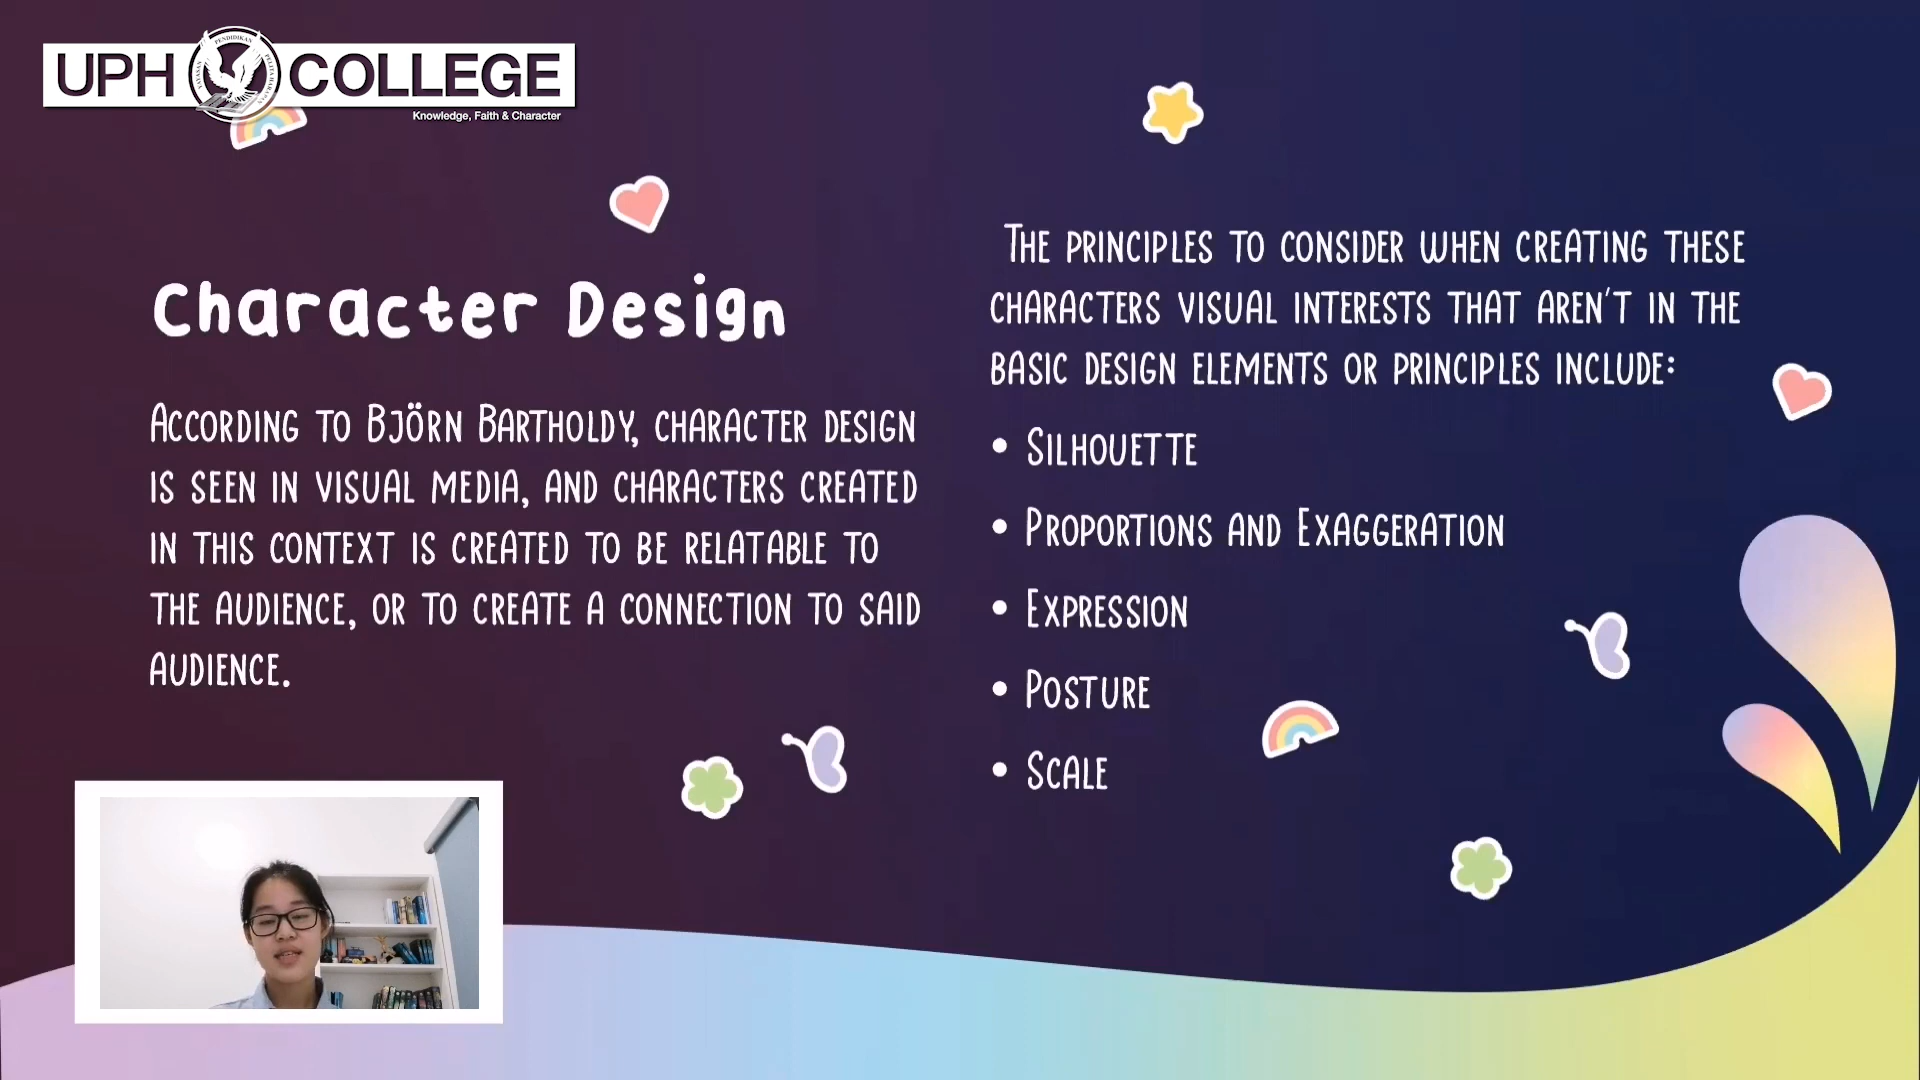 UPH COLLEGE
Knowledge, Faith & Character
Character Design
According to Björn Bartholdy, character design
is seen in visual media, and characters created
in this context is created to be relatable to
the audience, or to create a connection to said
audience.
The principles to consider when creating these
characters visual interests that aren't in the
basic design elements or principles include:
• Silhouette
• Proportions and Exaggeration
• Expression
• Posture
• Scale